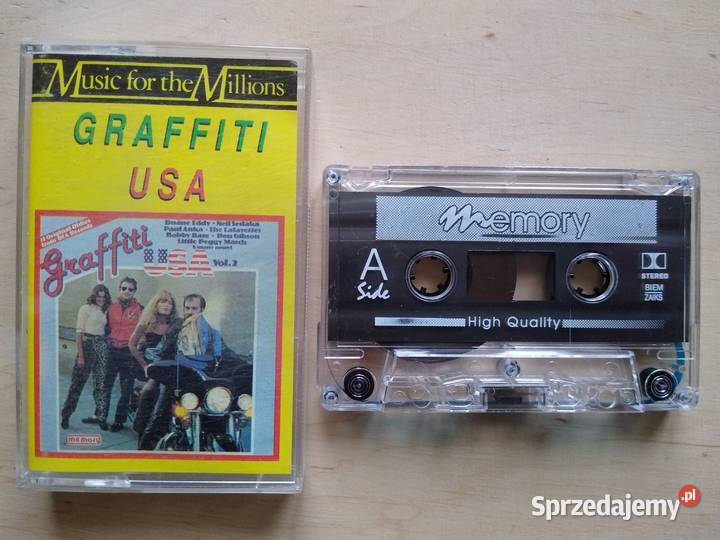 Music for the Millions
GRAFFITI
USA
Duane Eddy · Neil Sedaka
Paul Anka · The Lafayettes
Bobby Bare · Don Gibson
Little Peggy March
Graffiti
USA
Vol. 2
memory
memory
A
Side
STEREO
BIEM
ZAIKS
High Quality
Sprzedajemy.pl